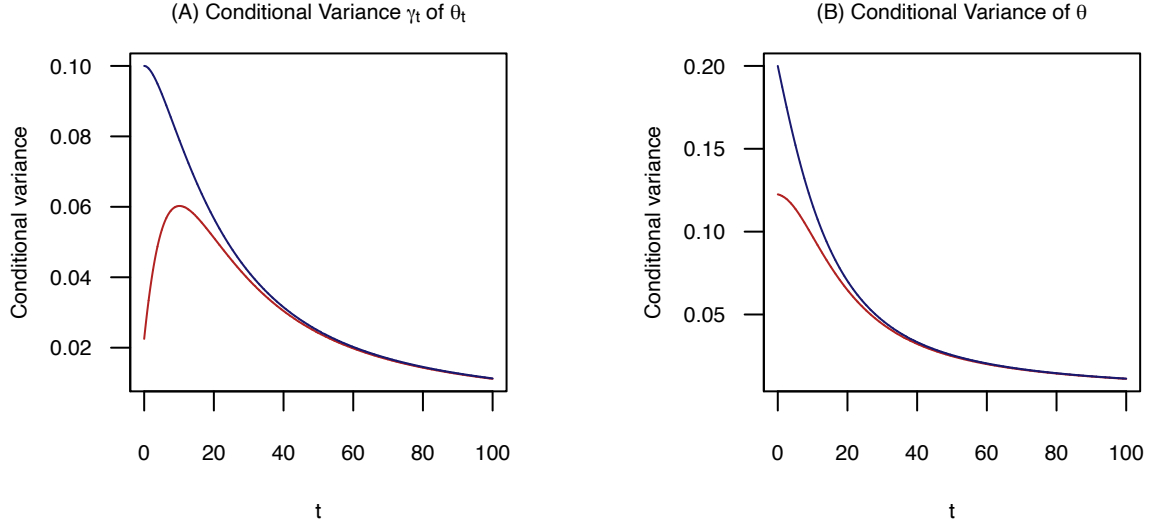 (A) Conditional Variance γt of θt
Conditional variance
0.10
0.08
0.06
0.04
0.02
0 20 40 60 80 100
t
(B) Conditional Variance of θ
Conditional variance
0.20
0.15
0.10
0.05
0 20 40 60 80 100
t